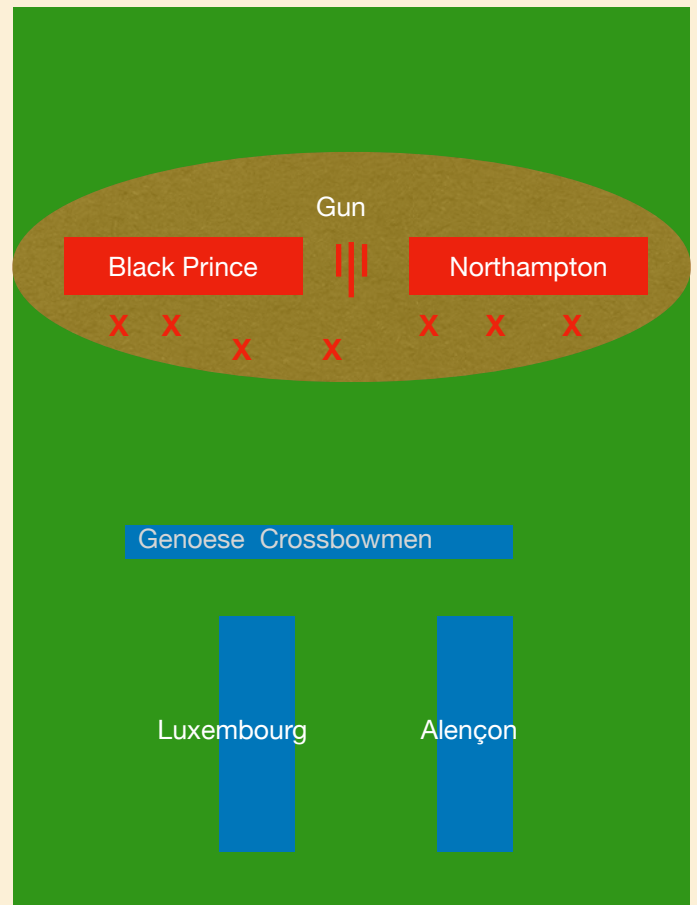 Gun
Black Prince
Northampton
X X X X X X X
Genoese Crossbowmen
Luxembourg
Alençon